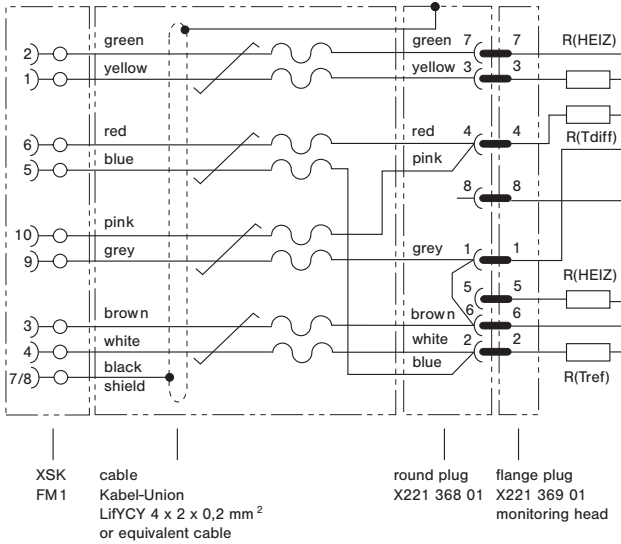 2 green green 7 7 R(HEIZ)
1 yellow yellow 3 3
6 red red 4 4 R(Tdiff)
5 blue pink
8 8
10 pink
9 grey grey 1 1
R(HEIZ)
5 5
3 brown brown 6 6
4 white white 2 2
7/8 black blue R(Tref)
shield
XSK cable round plug flange plug
FM1 Kabel-Union X221 368 01 X221 369 01
LifYCY 4 x 2 x 0,2 mm² monitoring head
or equivalent cable